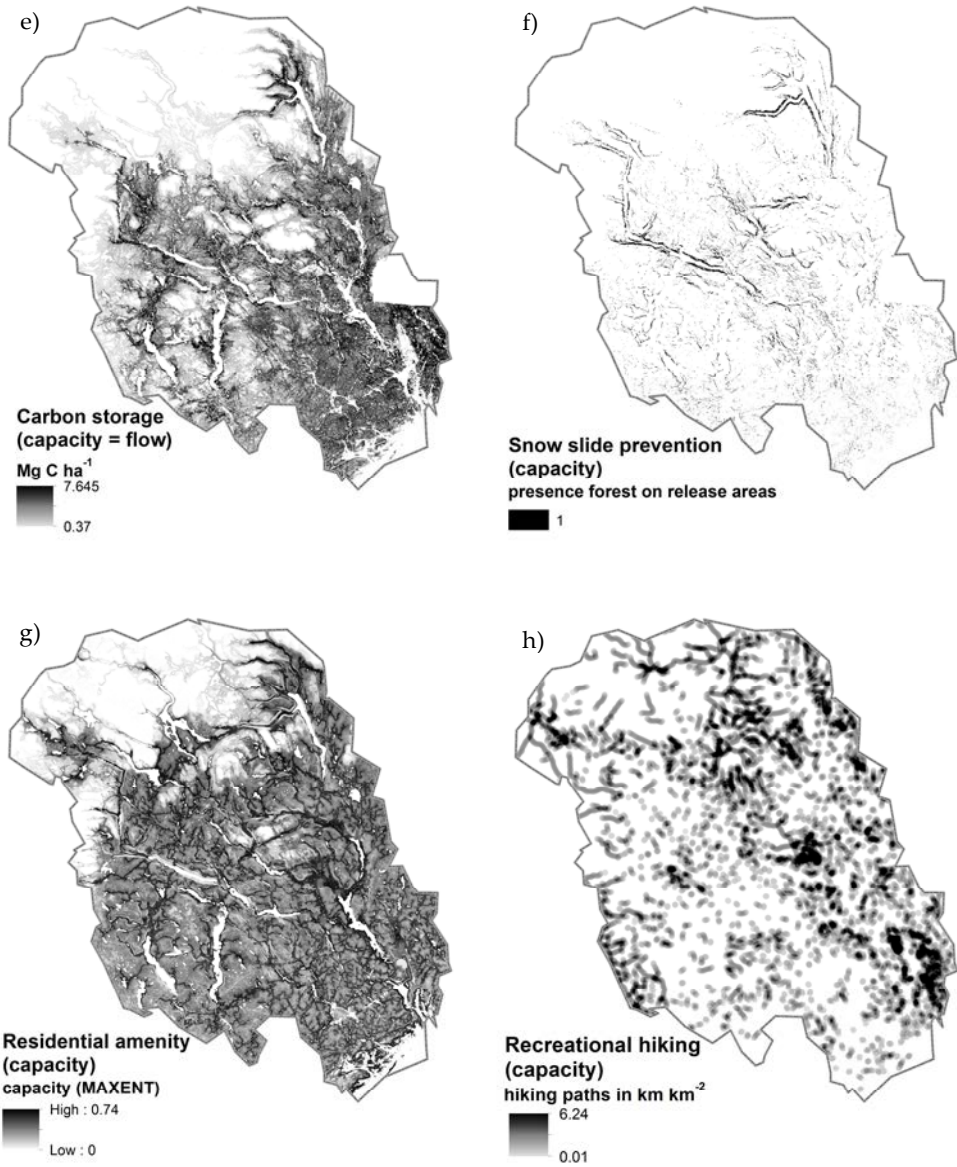 e)
Carbon storage
(capacity = flow)
Mg C ha⁻¹
7.645
0.37
f)
Snow slide prevention
(capacity)
presence forest on release areas
1
g)
Residential amenity
(capacity)
capacity (MAXENT)
High : 0.74
Low : 0
h)
Recreational hiking
(capacity)
hiking paths in km km⁻²
6.24
0.01